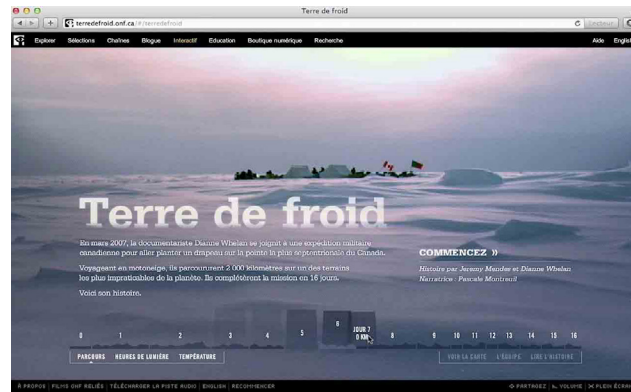 Terre de froid
terredefroid.onf.ca/#/terredefroid
Explorer Sélections Chaînes Blogue Interactif Éducation Boutique numérique Recherche Aide English
Terre de froid
En mars 2007, la documentariste Dianne Whelan se joignit à une expédition militaire
canadienne pour aller planter un drapeau sur la pointe la plus septentrionale du Canada.
COMMENCEZ »
Voyageant en motoneige, ils parcoururent 2 000 kilomètres sur un des terrains
les plus impraticables de la planète. Ils complétèrent la mission en 16 jours.
Histoire par Jeremy Mendes et Dianne Whelan
Narratrice : Pascale Montreuil
Voici son histoire.
0 1 2 3 4 5 6 JOUR 7 8 9 10 11 12 13 14 15 16
0 KM
PARCOURS HEURES DE LUMIÈRE TEMPÉRATURE VOIR LA CARTE L'ÉQUIPE LIRE L'HISTOIRE
À PROPOS | FILMS ONF RELIÉS | TÉLÉCHARGER LA PISTE AUDIO | ENGLISH | RECOMMENCER PARTAGEZ | VOLUME | PLEIN ÉCRAN